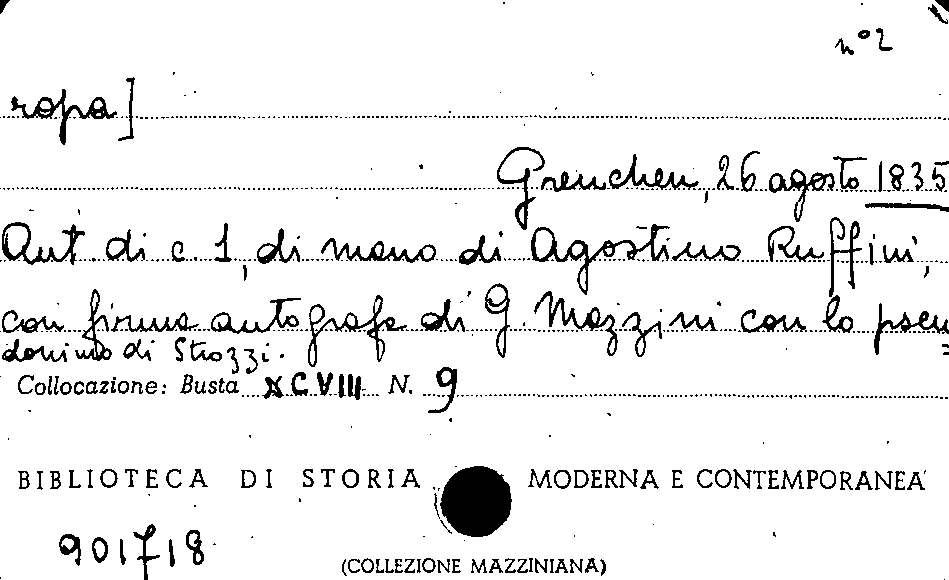 n° 2
ropa]
Grenchen, 26 agosto 1835
Aut. di c. 1, di mano di Agostino Ruffini,
con firma autografa di G. Mazzini con lo pseu
donimo di Strozzi.
Collocazione: Busta XCVIII N. 9
BIBLIOTECA DI STORIA MODERNA E CONTEMPORANEA
901718
(COLLEZIONE MAZZINIANA)